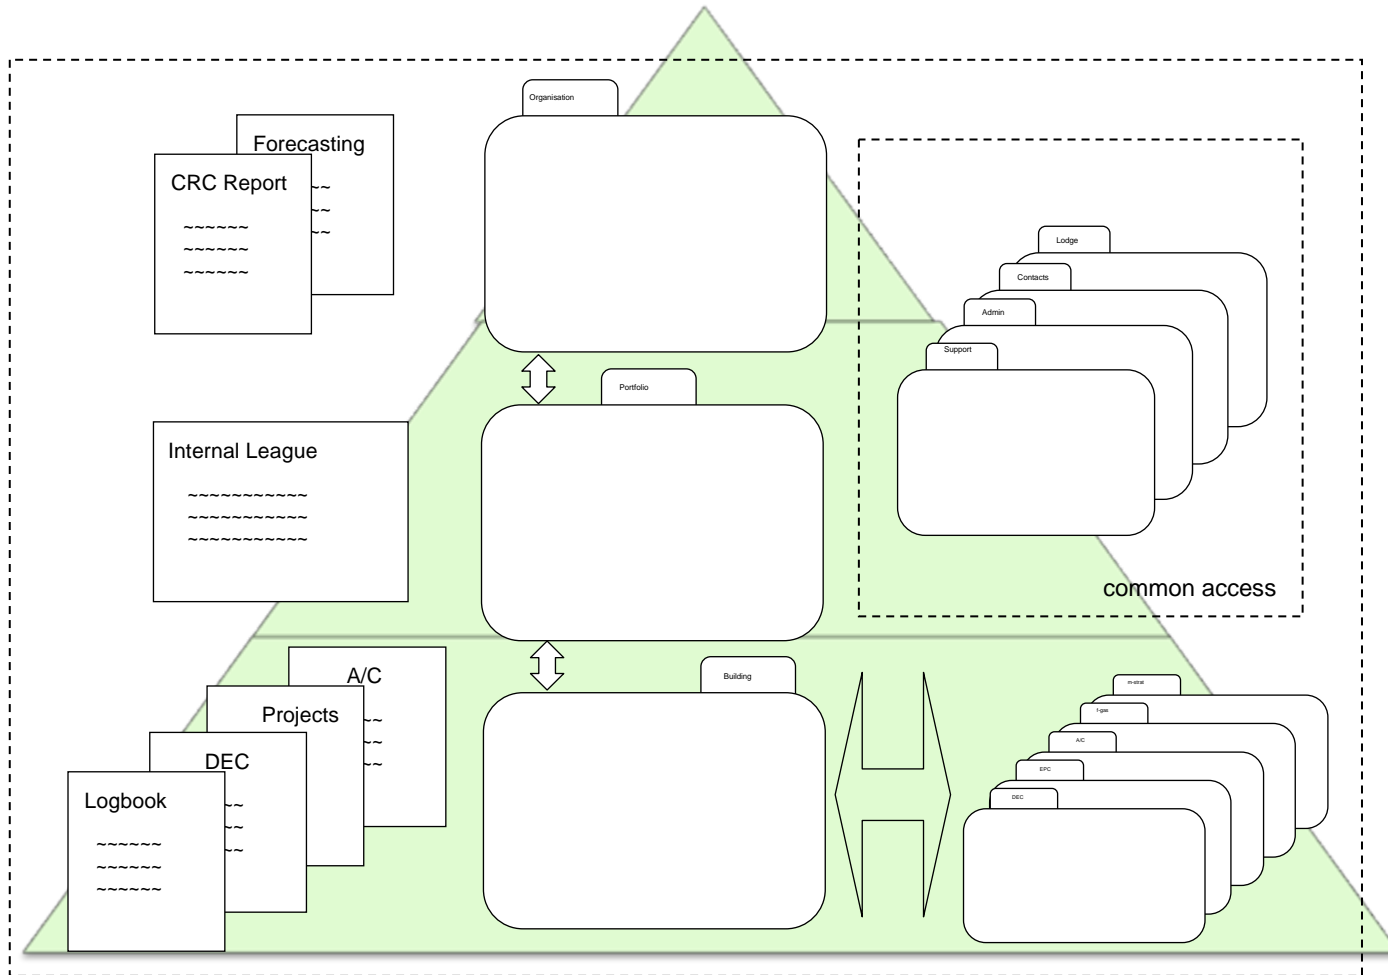 Organisation
Forecasting
~~
~~
~~
CRC Report
~~~~~~
~~~~~~
~~~~~~
Lodge
Contacts
Admin
Support
common access
Portfolio
Internal League
~~~~~~~~~~~
~~~~~~~~~~~
~~~~~~~~~~~
Building
A/C
~~
~~
~~
Projects
DEC
~~
~~
~~
Logbook
~~~~~~
~~~~~~
~~~~~~
m-strat
f-gas
A/C
EPC
DEC